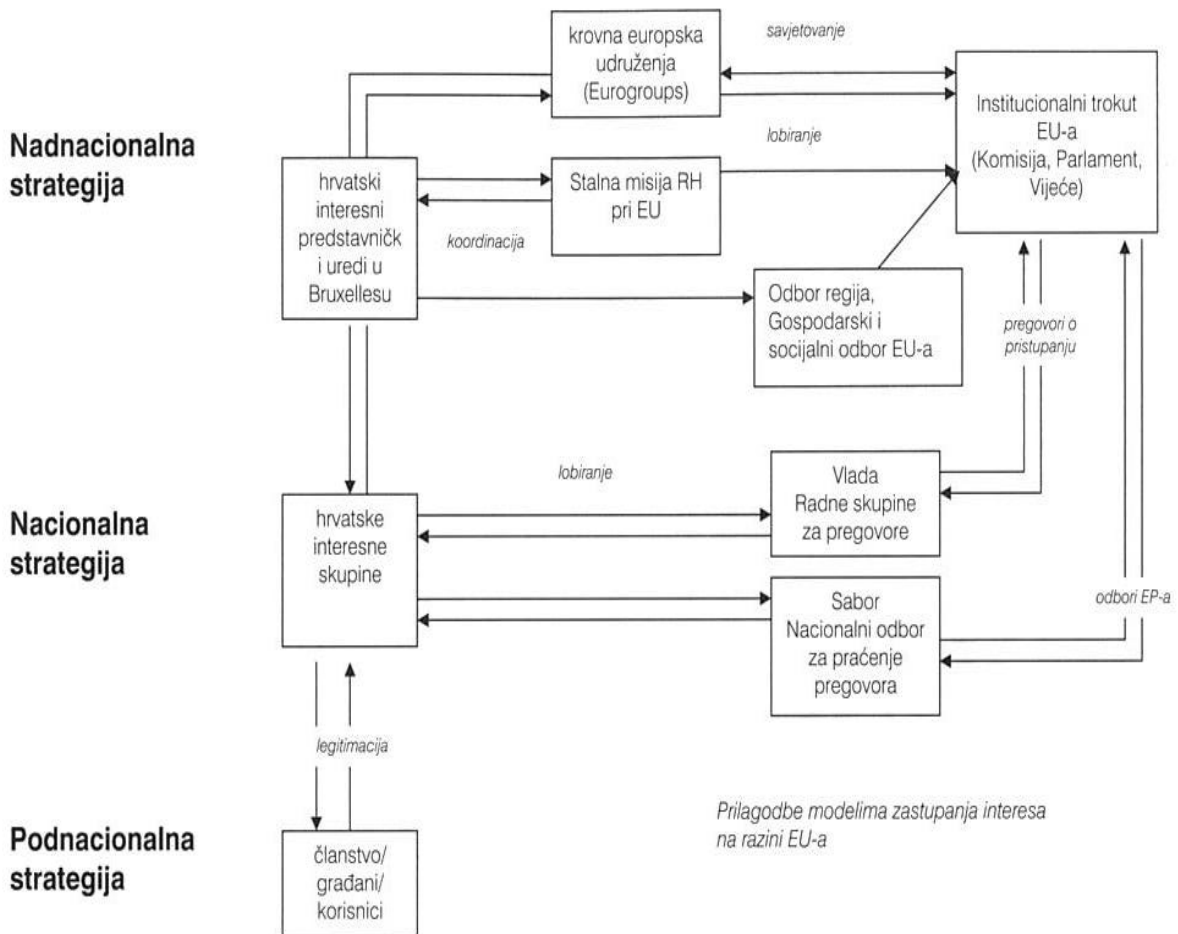 krovna europska
udruženja
(Eurogroups)
savjetovanje
Institucionalni trokut
EU-a
(Komisija, Parlament,
Vijeće)
lobiranje
Nadnacionalna
strategija
hrvatski
interesni
predstavničk
i uredi u
Bruxellesu
Stalna misija RH
pri EU
koordinacija
Odbor regija,
Gospodarski i
socijalni odbor EU-a
pregovori o
pristupanju
Nacionalna
strategija
hrvatske
interesne
skupine
lobiranje
Vlada
Radne skupine
za pregovore
Sabor
Nacionalni odbor
za praćenje
pregovora
odbori EP-a
legitimacija
Podnacionalna
strategija
članstvo/
građani/
korisnici
Prilagodbe modelima zastupanja interesa
na razini EU-a